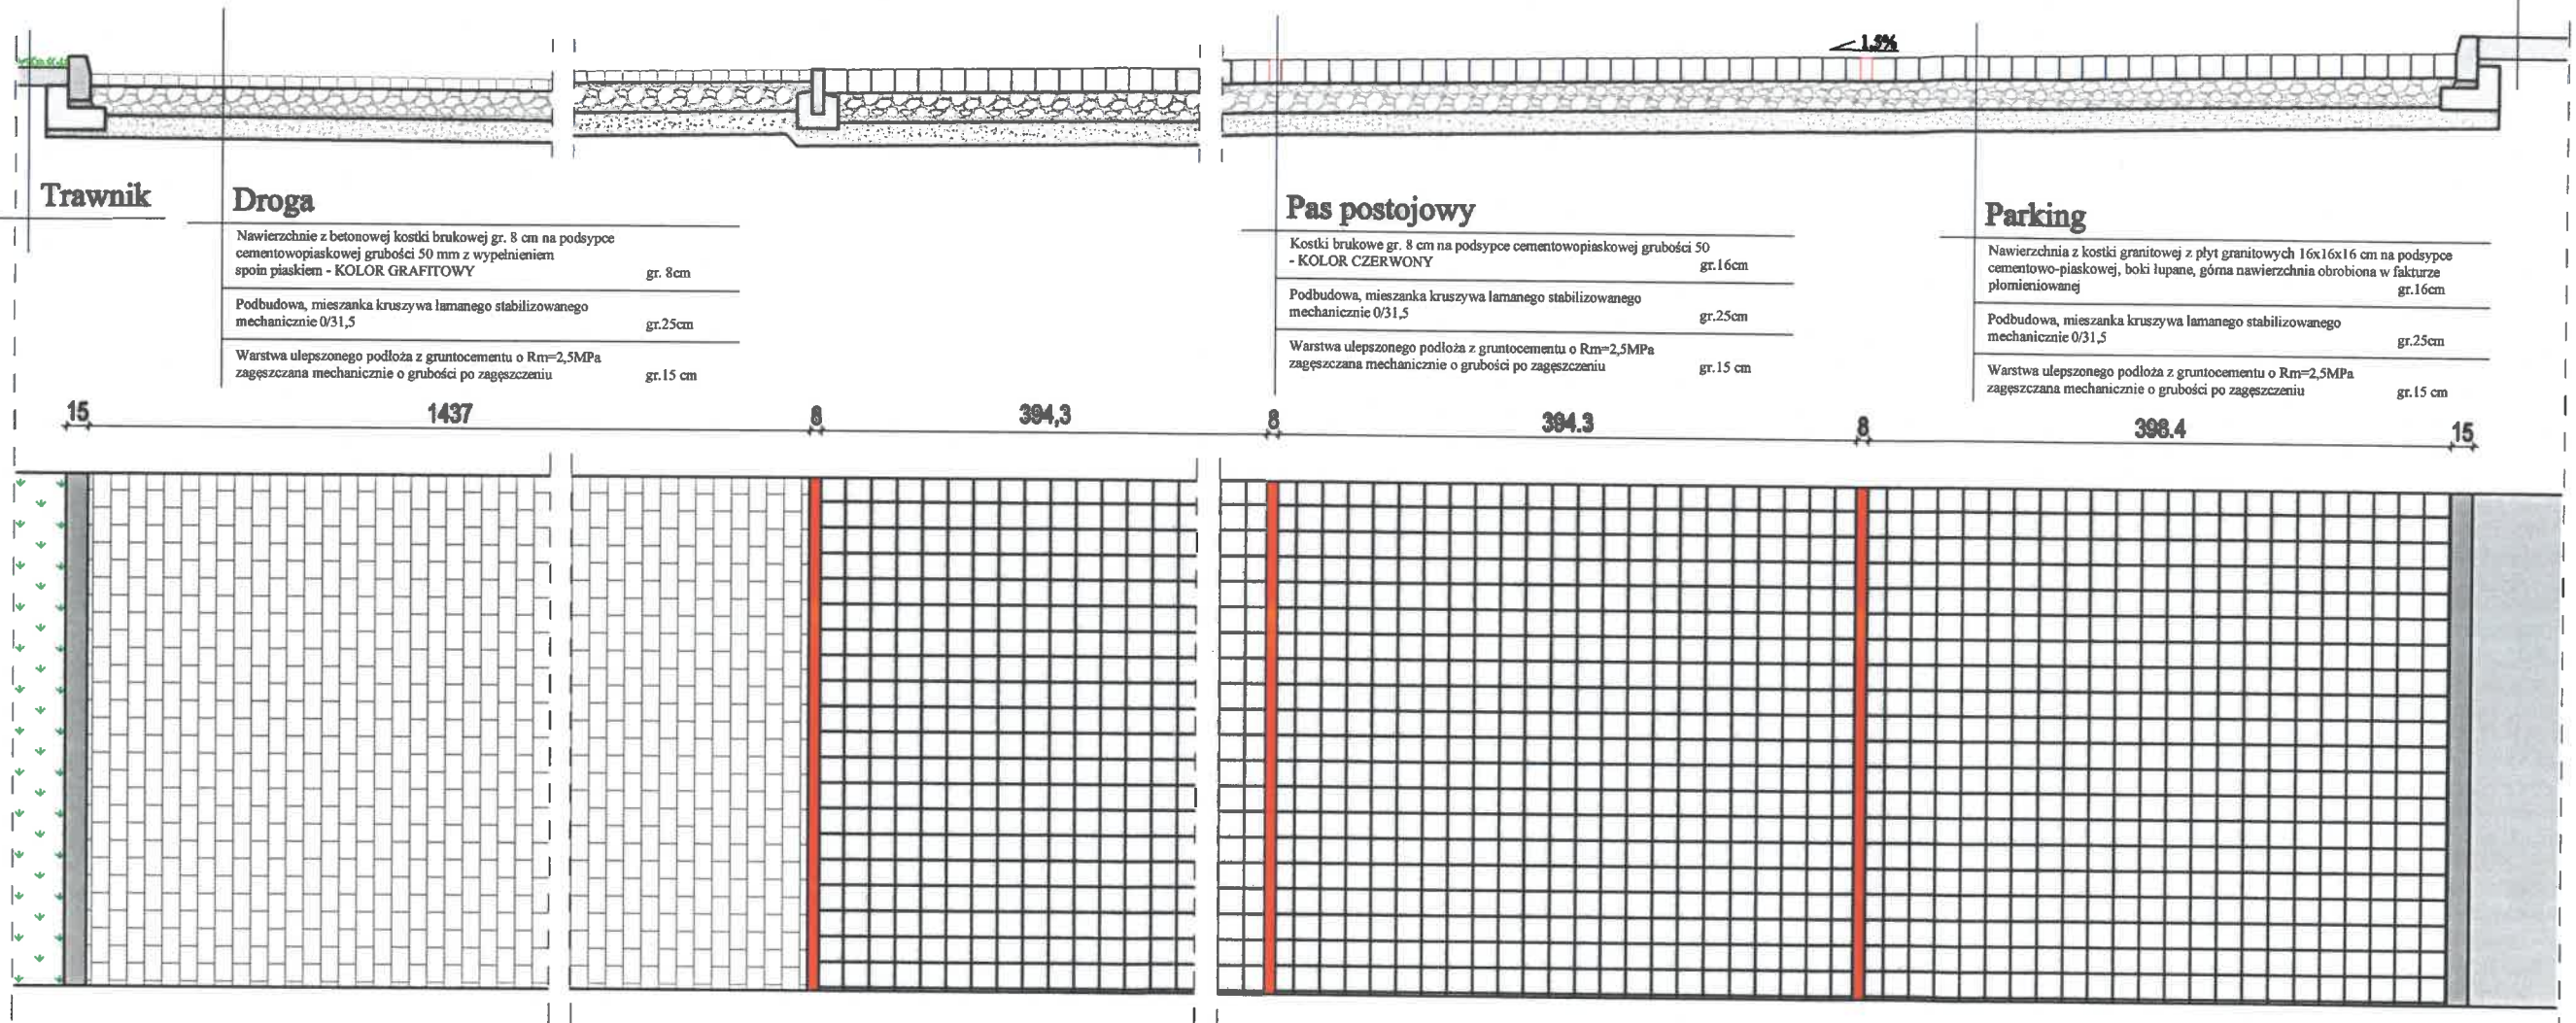 1,5%
Trawnik
Droga
Nawierzchnie z betonowej kostki brukowej gr. 8 cm na podsypce
cementowopiaskowej grubości 50 mm z wypełnieniem
spoin piaskiem - KOLOR GRAFITOWY gr. 8cm
Podbudowa, mieszanka kruszywa łamanego stabilizowanego
mechanicznie 0/31,5 gr.25cm
Warstwa ulepszonego podłoża z gruntocementu o Rm=2,5MPa
zagęszczana mechanicznie o grubości po zagęszczeniu gr.15 cm
Pas postojowy
Kostki brukowe gr. 8 cm na podsypce cementowopiaskowej grubości 50
- KOLOR CZERWONY gr.16cm
Podbudowa, mieszanka kruszywa lamanego stabilizowanego
mechanicznie 0/31,5 gr.25cm
Warstwa ulepszonego podłoża z gruntocementu o Rm=2,5MPa
zagęszczana mechanicznie o grubości po zagęszczeniu gr.15 cm
Parking
Nawierzchnia z kostki granitowej z płyt granitowych 16x16x16 cm na podsypce
cementowo-piaskowej, boki łupane, górna nawierzchnia obrobiona w fakturze
płomieniowanej gr.16cm
Podbudowa, mieszanka kruszywa lamanego stabilizowanego
mechanicznie 0/31,5 gr.25cm
Warstwa ulepszonego podłoża z gruntocementu o Rm=2,5MPa
zagęszczana mechanicznie o grubości po zagęszczeniu gr.15 cm
15 1437 8 394,3 8 394.3 8 398.4 15